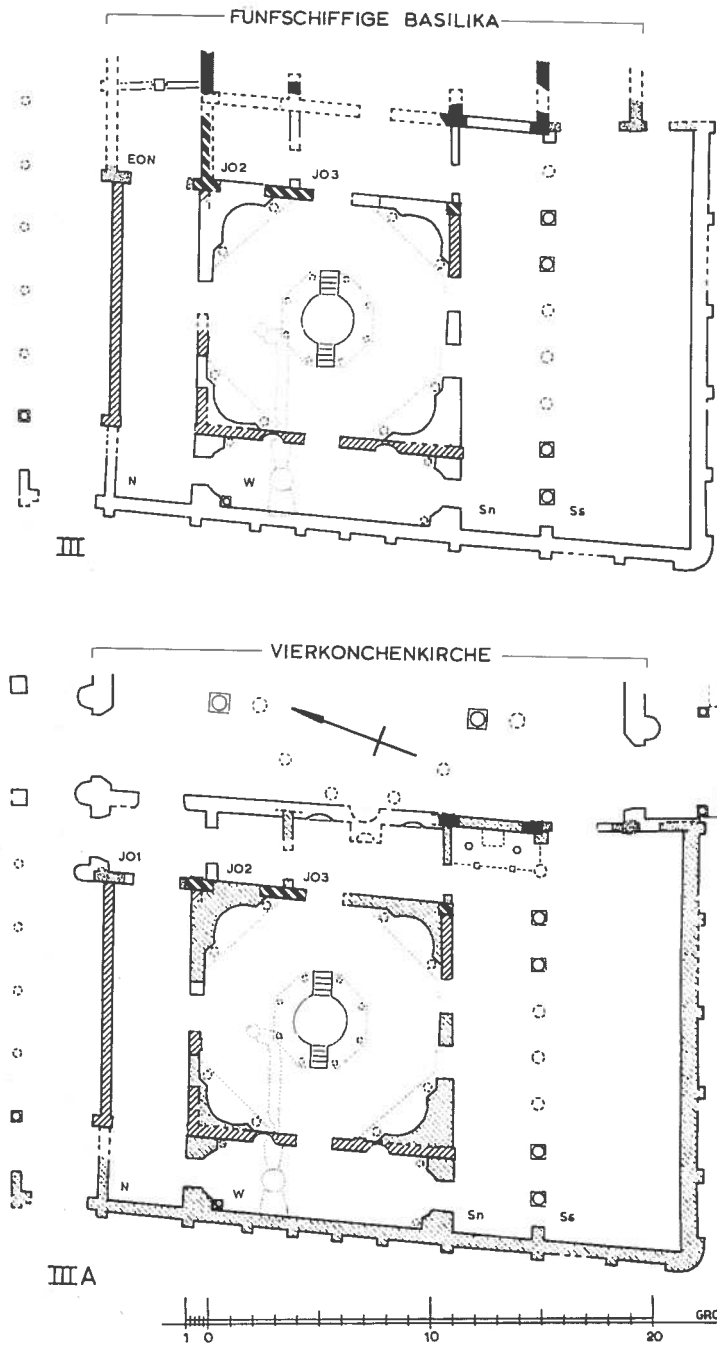 FÜNFSCHIFFIGE BASILIKA
EON
JO2
JO3
N
W
Sn
Ss
III
VIERKONCHENKIRCHE
JO1
JO2
JO3
N
W
Sn
Ss
III A
1 0 10 20